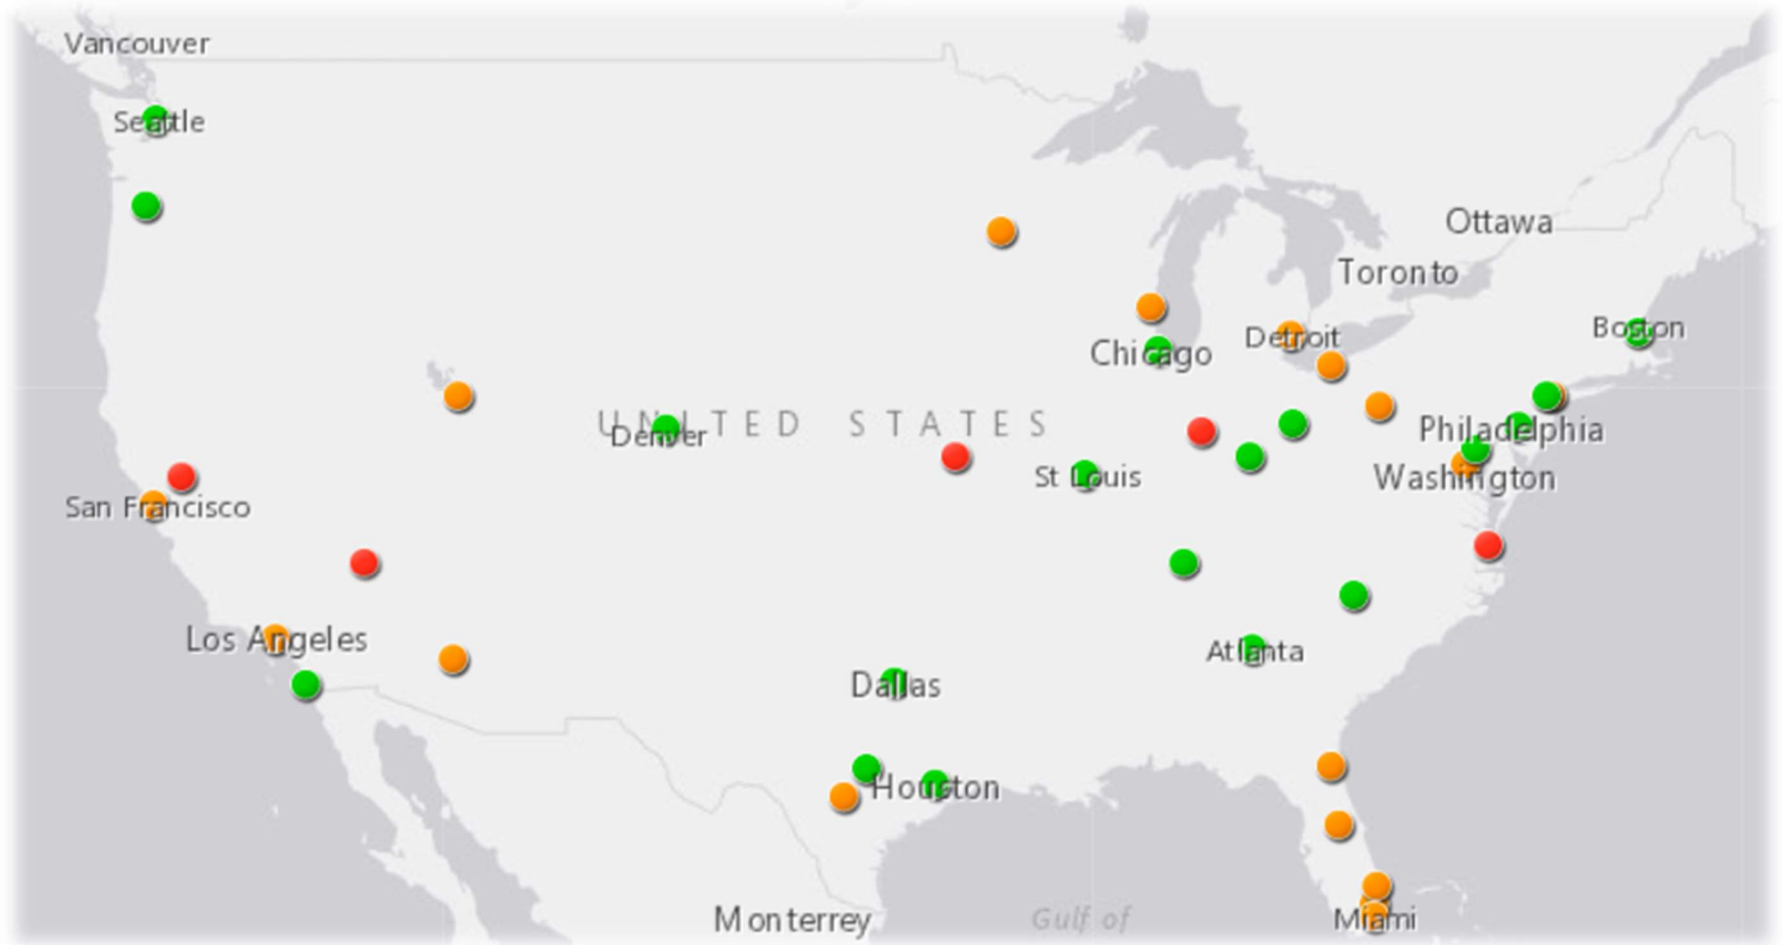 Vancouver
Seattle
Ottawa
Toronto
Boston
Detroit
Chicago
UNITED STATES
Denver
Philadelphia
St Louis
Washington
San Francisco
Los Angeles
Atlanta
Dallas
Houston
Monterrey
Gulf of
Miami